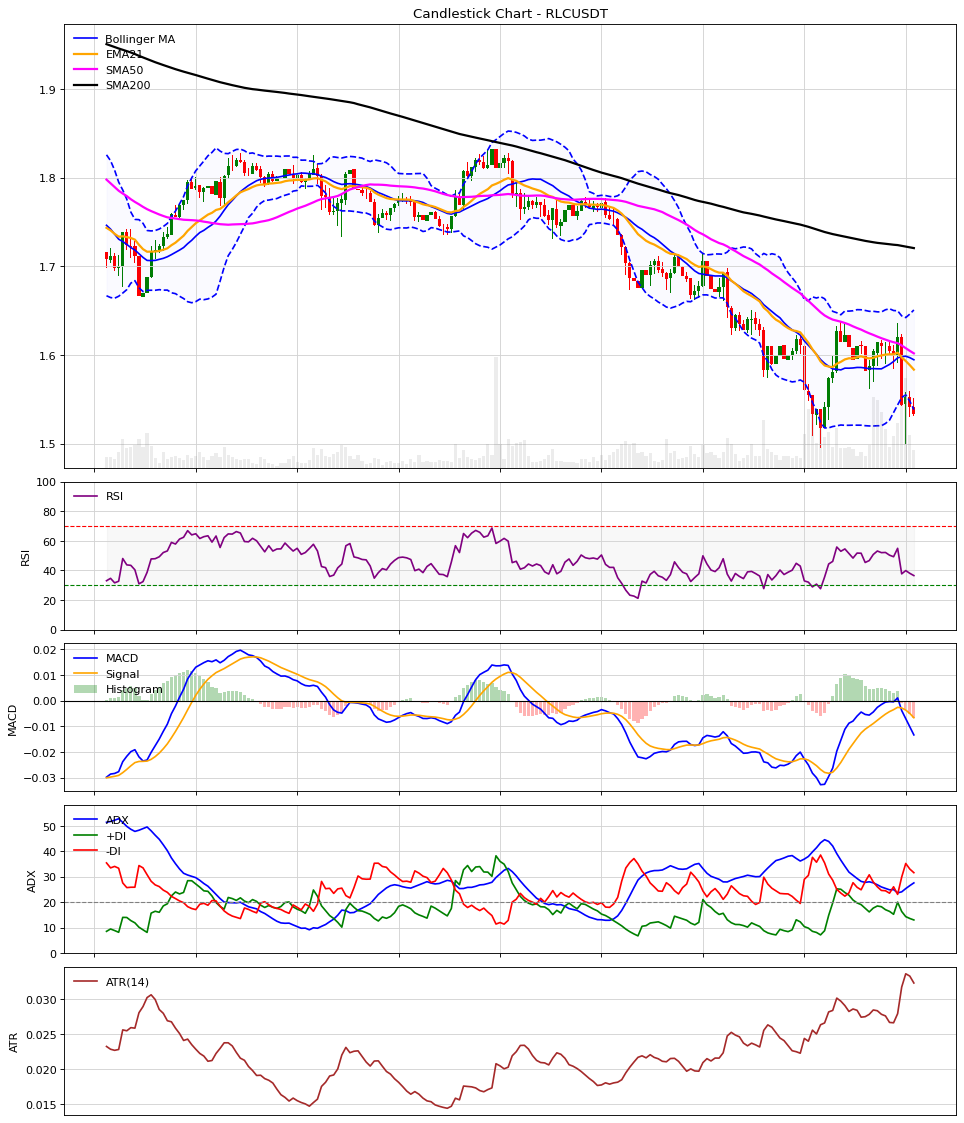 Candlestick Chart - RLCUSDT
Bollinger MA
EMA21
SMA50
SMA200
1.9
1.8
1.7
1.6
1.5
RSI
100
80
60
40
20
0
RSI
MACD
Signal
Histogram
0.02
0.01
0.00
−0.01
−0.02
−0.03
MACD
ADX
+DI
-DI
50
40
30
20
10
0
ADX
ATR(14)
0.030
0.025
0.020
0.015
ATR